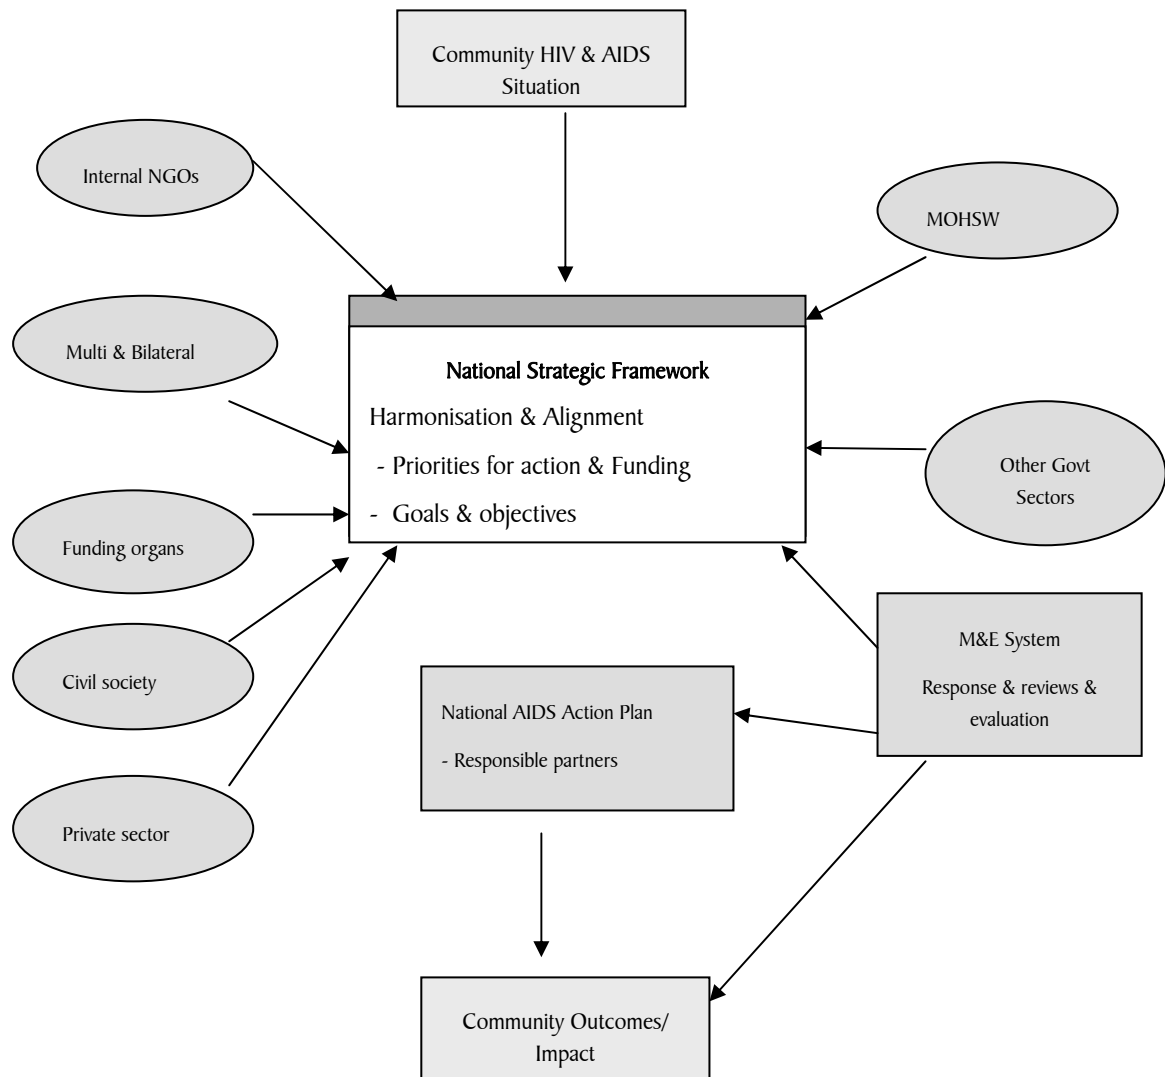 Community HIV & AIDS
Situation
Internal NGOs
MOHSW
Multi & Bilateral
National Strategic Framework
Harmonisation & Alignment
- Priorities for action & Funding
- Goals & objectives
Other Govt
Sectors
Funding organs
Civil society
M&E System
Response & reviews &
evaluation
National AIDS Action Plan
- Responsible partners
Private sector
Community Outcomes/
Impact